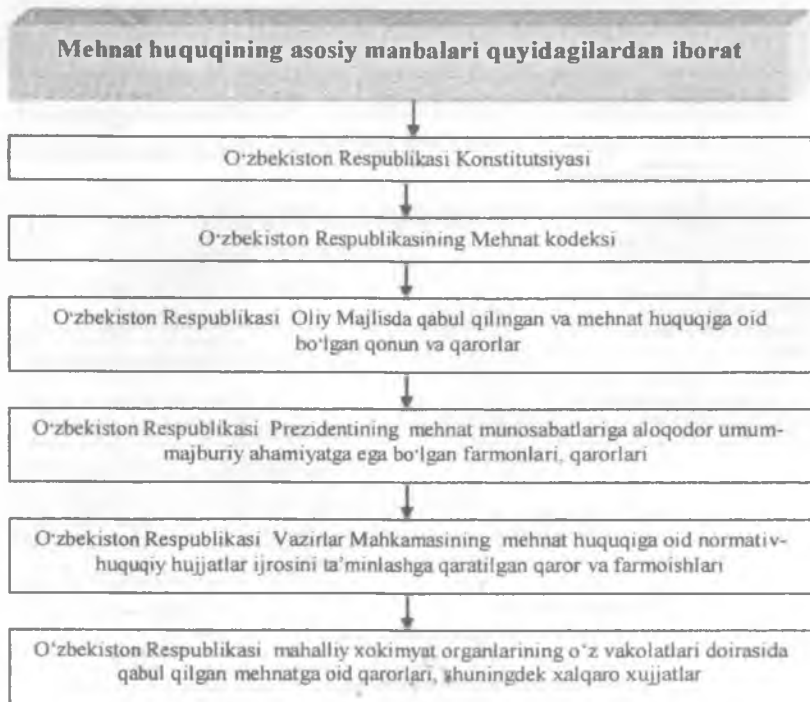 Mehnat huquqining asosiy manbalari quyidagilardan iborat
O‘zbekiston Respublikasi Konstitutsiyasi
O‘zbekiston Respublikasining Mehnat kodeksi
O‘zbekiston Respublikasi Oliy Majlisda qabul qilingan va mehnat huquqiga oid
bo‘lgan qonun va qarorlar
O‘zbekiston Respublikasi Prezidentining mehnat munosabatlariga aloqodor umum-
majburiy ahamiyatga ega bo‘lgan farmonlari, qarorlari
O‘zbekiston Respublikasi Vazirlar Mahkamasining mehnat huquqiga oid normativ-
huquqiy hujjatlar ijrosini ta’minlashga qaratilgan qaror va farmoishlari
O‘zbekiston Respublikasi mahalliy xokimyat organlarining o‘z vakolatlari doirasida
qabul qilgan mehnatga oid qarorlari, shuningdek xalqaro xujjatlar